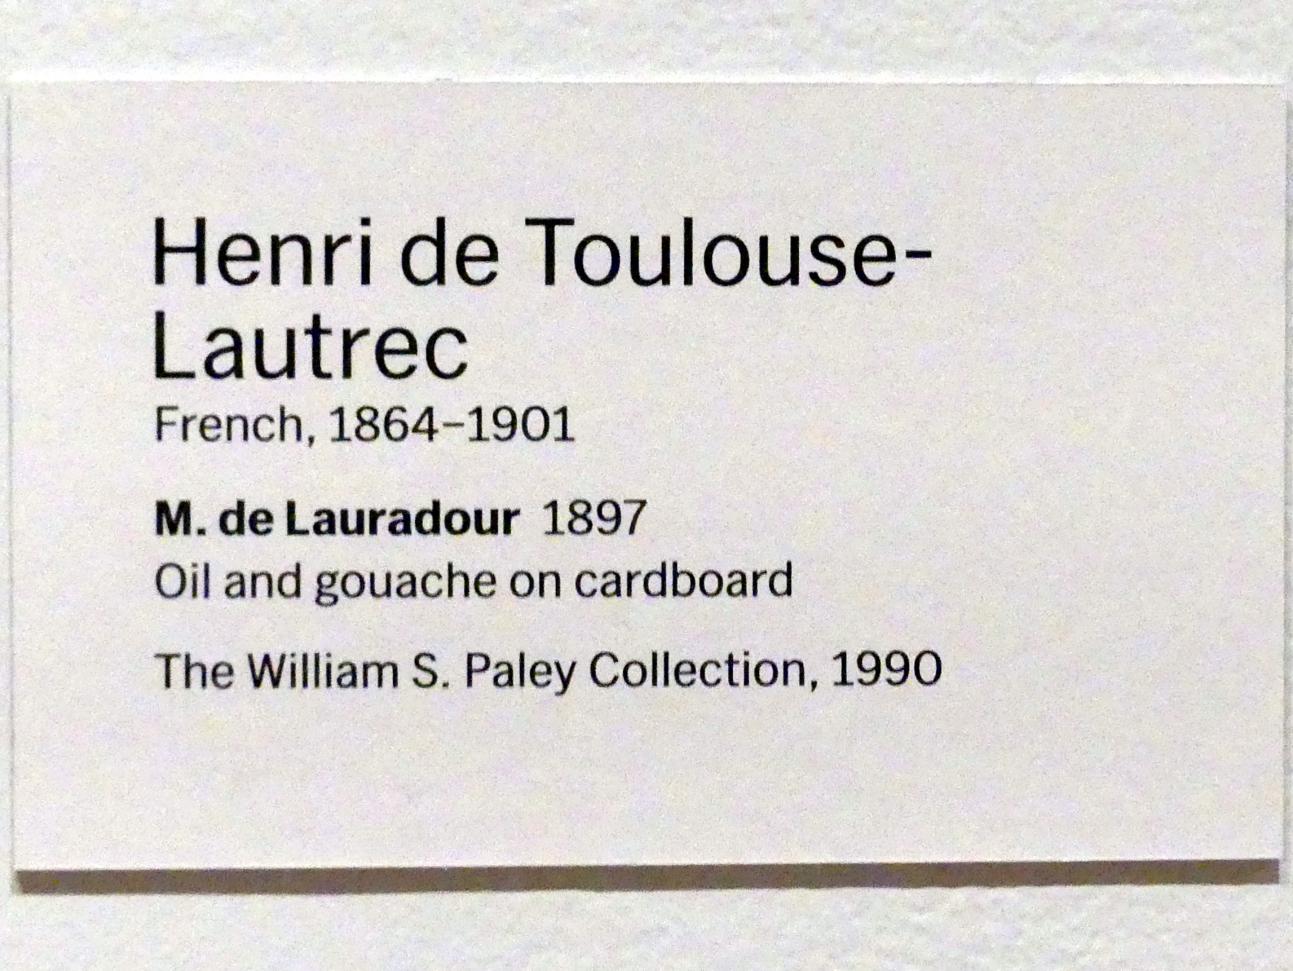 Henri de Toulouse-
Lautrec
French, 1864–1901
M. de Lauradour 1897
Oil and gouache on cardboard
The William S. Paley Collection, 1990